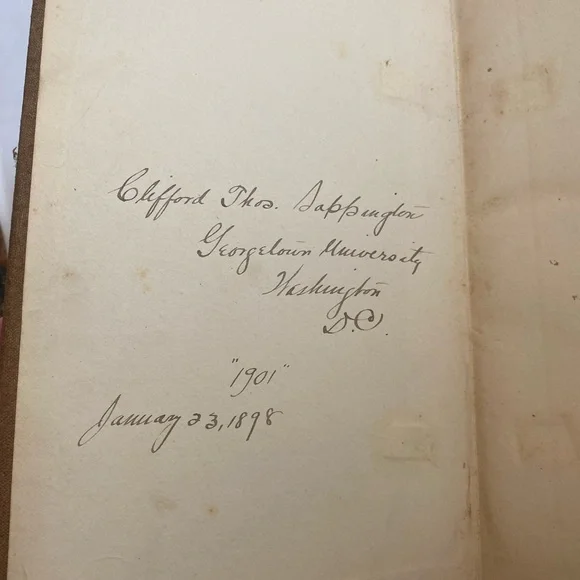 Clifford Thos. Sappington
Georgetown University
Washington
D.C.
"1901"
January 23, 1898